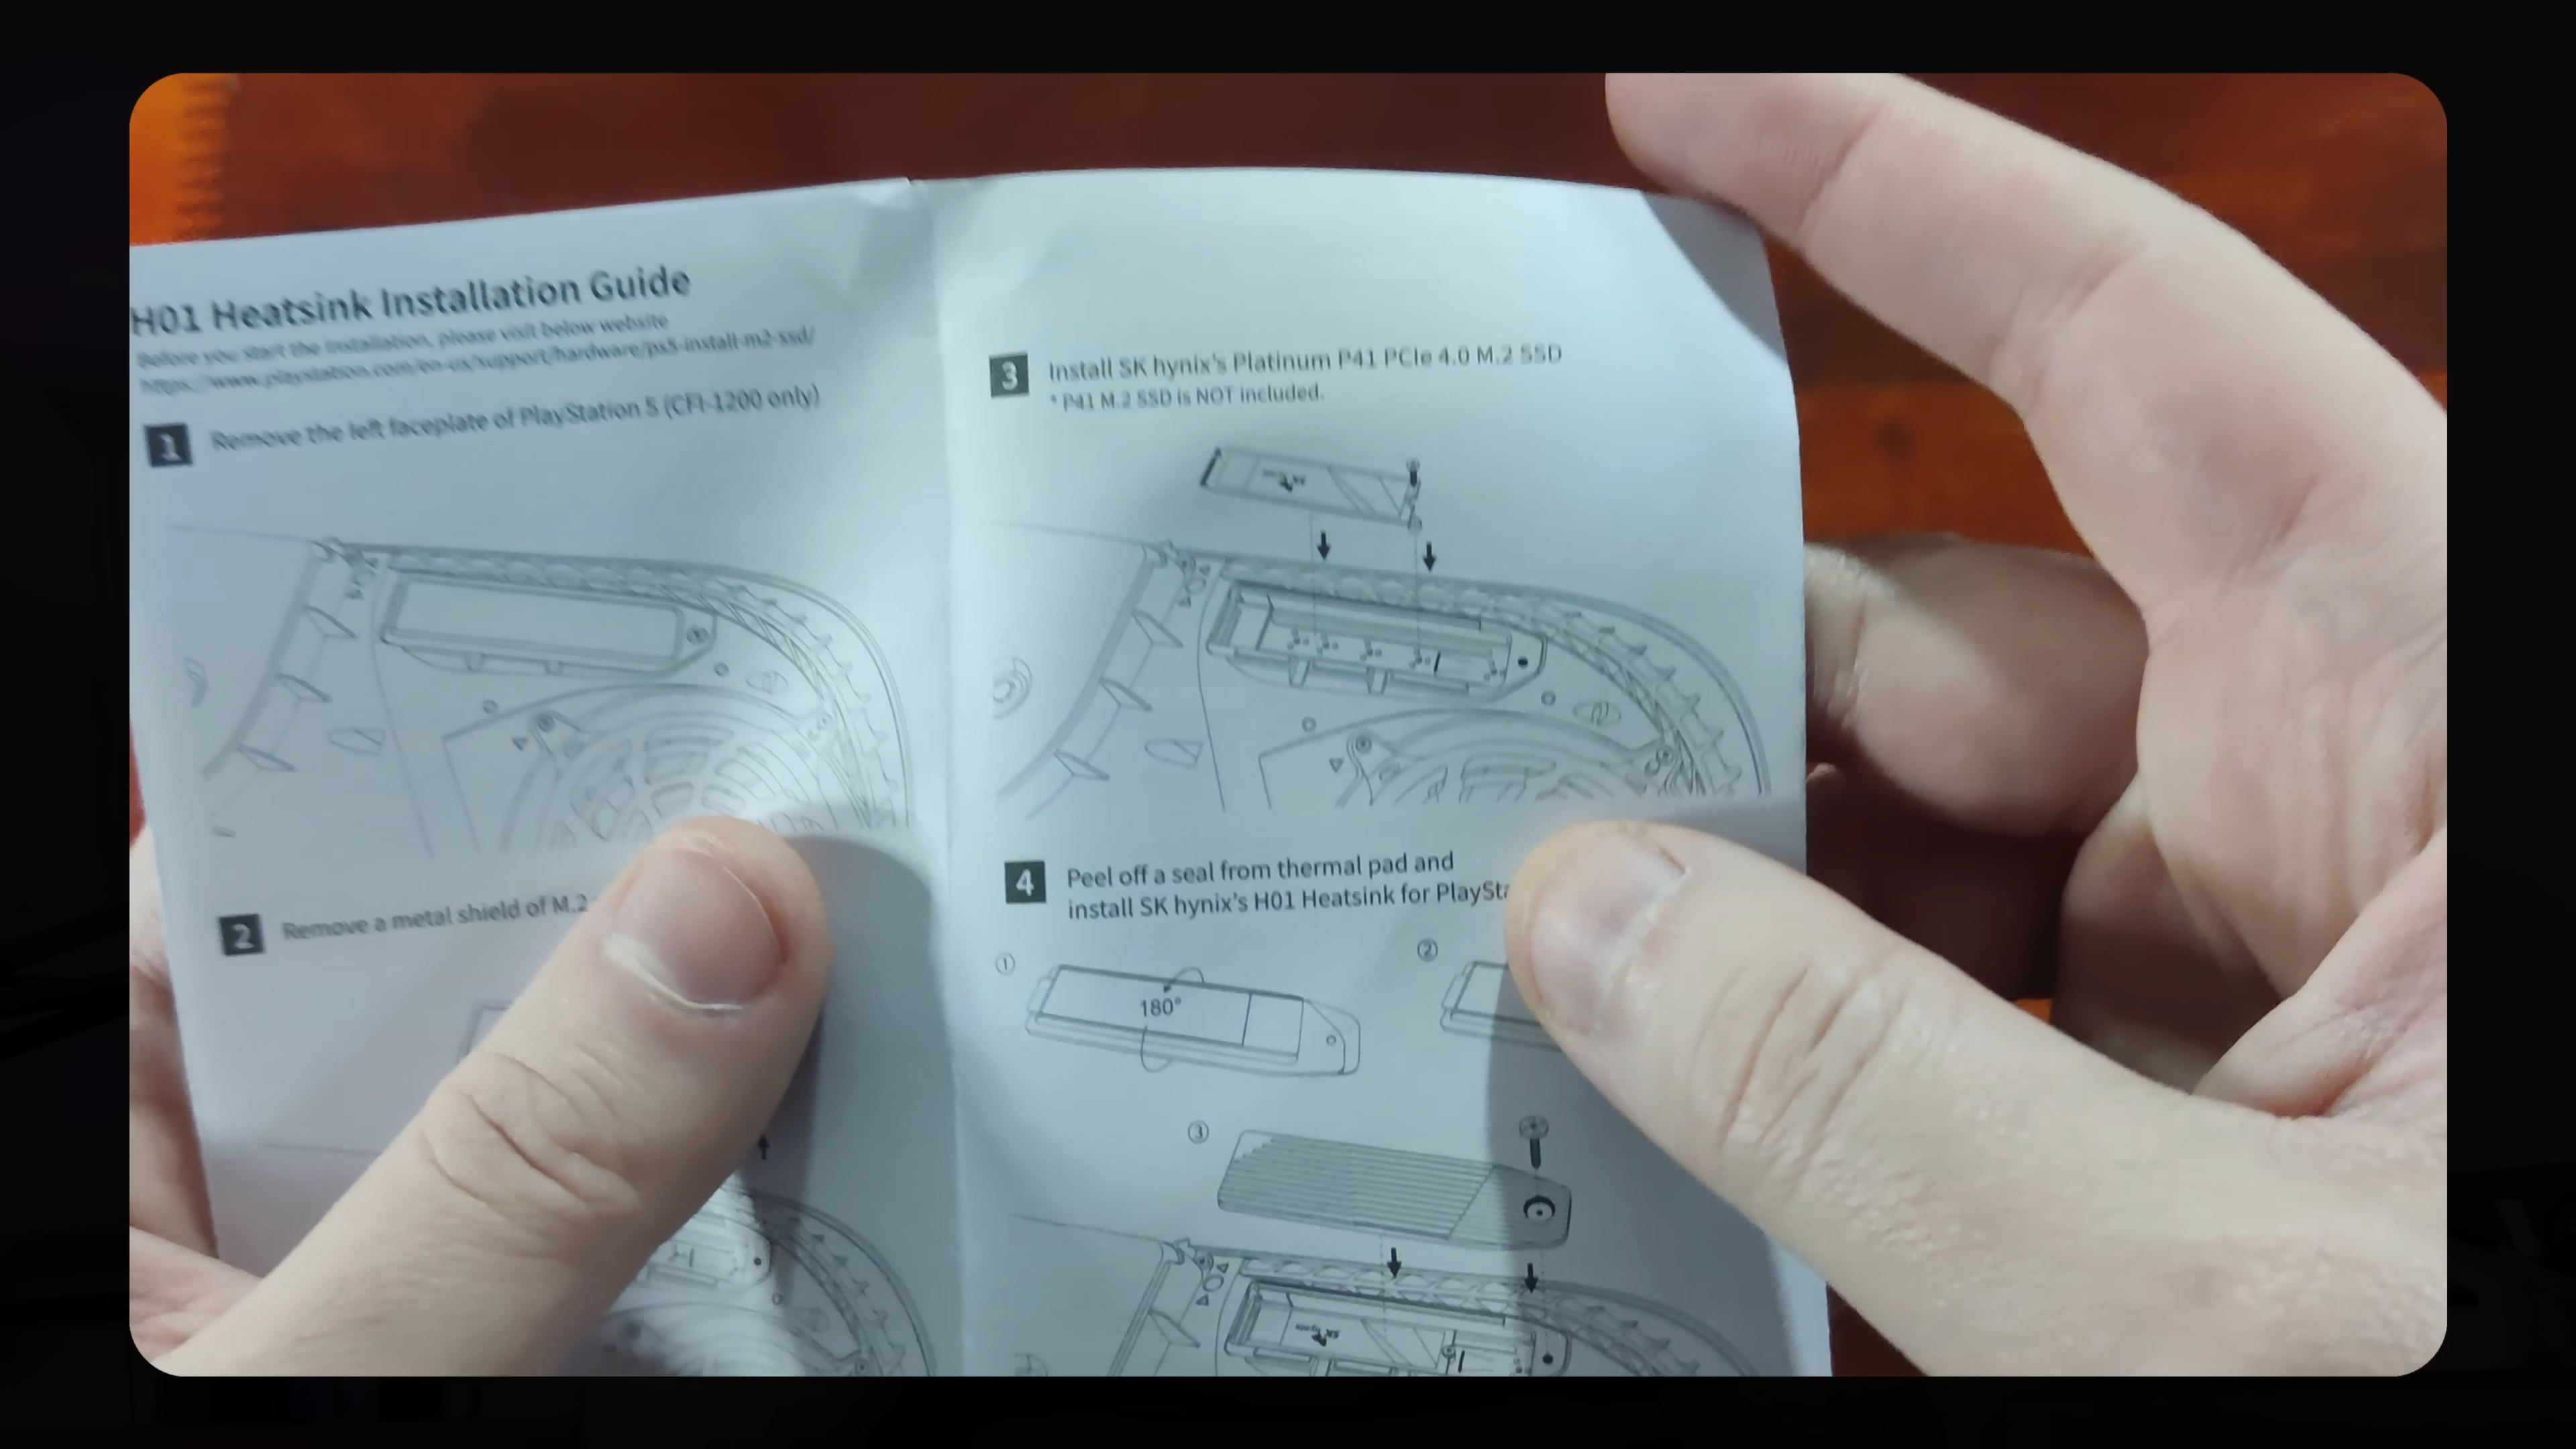 H01 Heatsink Installation Guide
Before you start the installation, please visit below website
https://www.playstation.com/en-us/support/hardware/ps5-install-m2-ssd/
1 Remove the left faceplate of PlayStation 5 (CFI-1200 only)
2 Remove a metal shield of M.2
3 Install SK hynix's Platinum P41 PCIe 4.0 M.2 SSD
* P41 M.2 SSD is NOT included.
4 Peel off a seal from thermal pad and
install SK hynix's H01 Heatsink for PlaySta
① ②
180°
③
SK hynix